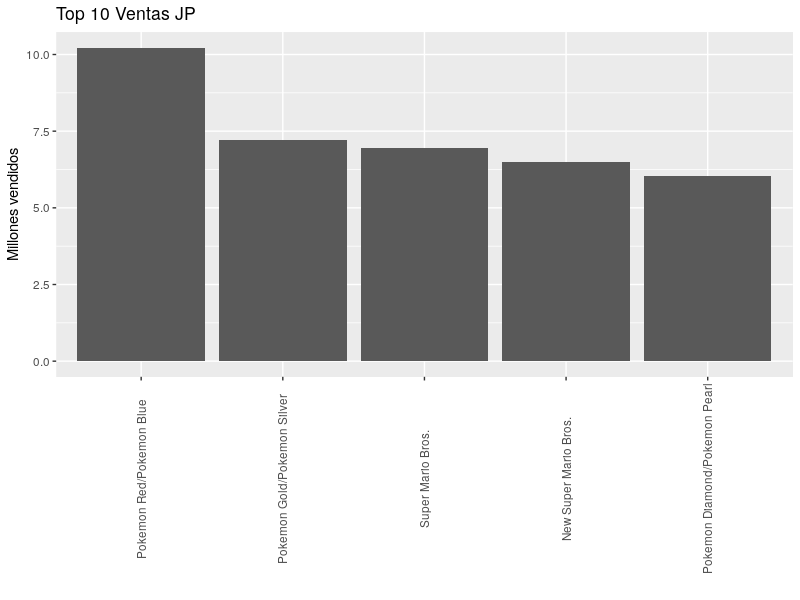 Top 10 Ventas JP
Millones vendidos
10.0
7.5
5.0
2.5
0.0
Pokemon Red/Pokemon Blue
Pokemon Gold/Pokemon Silver
Super Mario Bros.
New Super Mario Bros.
Pokemon Diamond/Pokemon Pearl